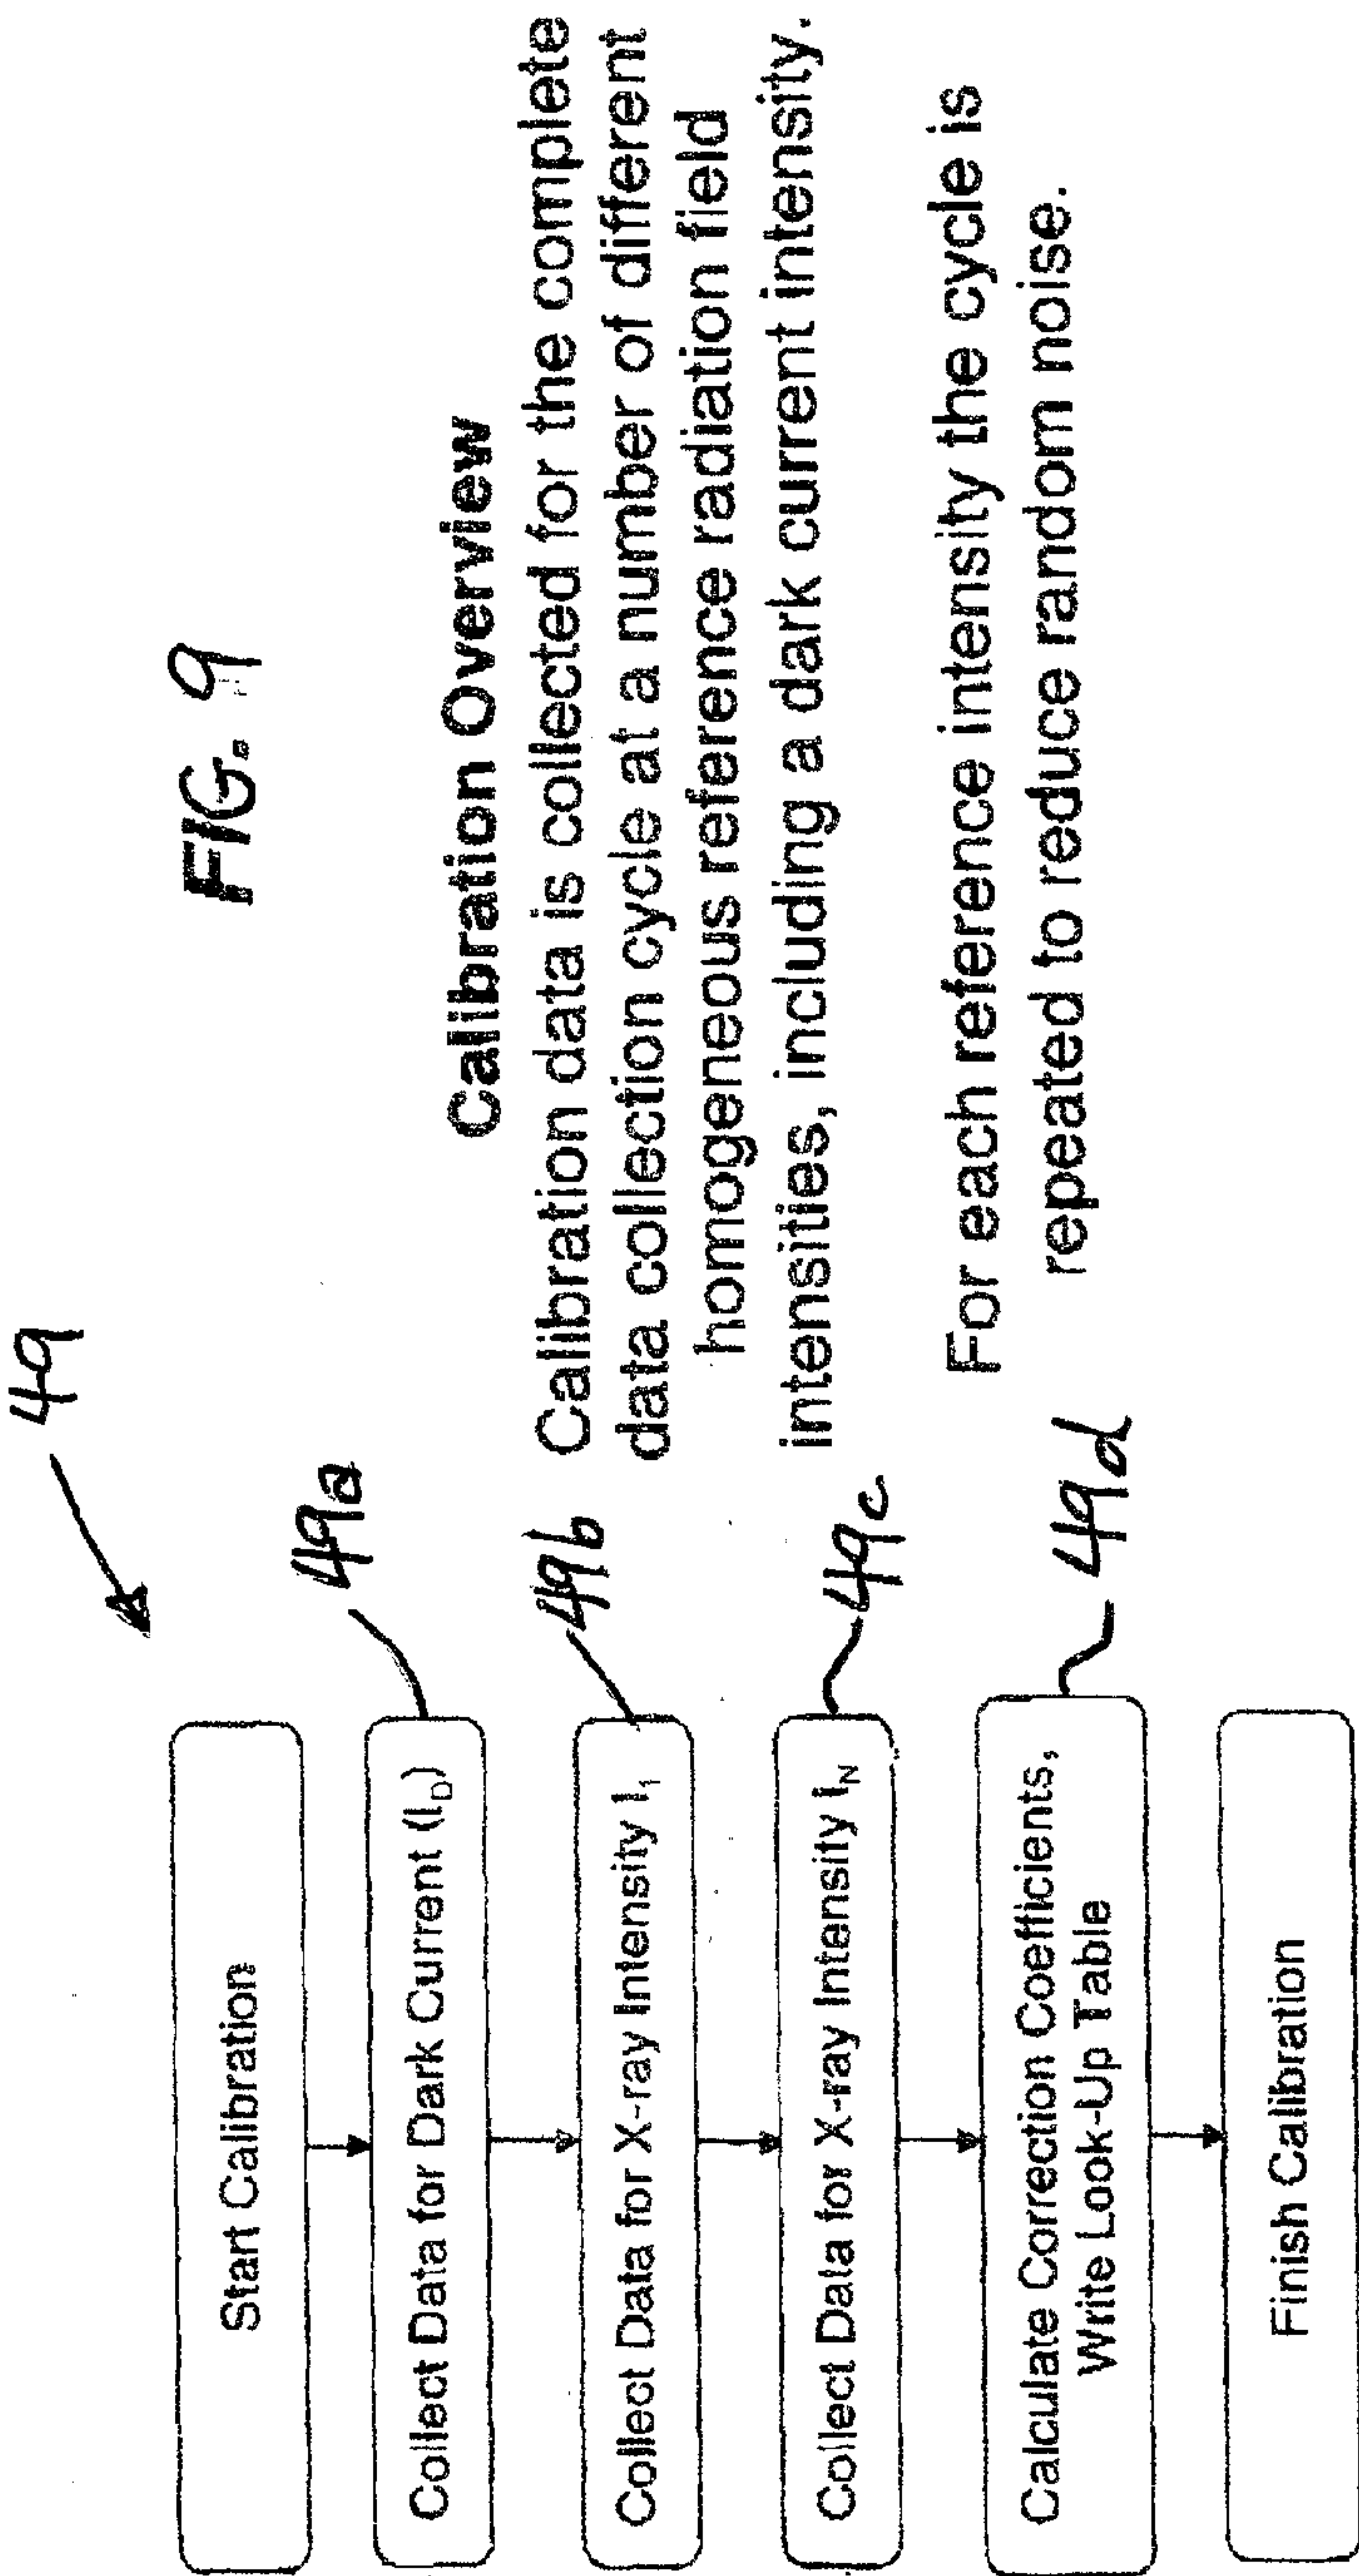 FIG. 9
49
Start Calibration
49a
Collect Data for Dark Current (I_D)
49b
Collect Data for X-ray Intensity I_1
49c
Collect Data for X-ray Intensity I_N
49d
Calculate Correction Coefficients,
Write Look-Up Table
Finish Calibration
Calibration Overview
Calibration data is collected for the complete
data collection cycle at a number of different
homogeneous reference radiation field
intensities, including a dark current intensity.
For each reference intensity the cycle is
repeated to reduce random noise.